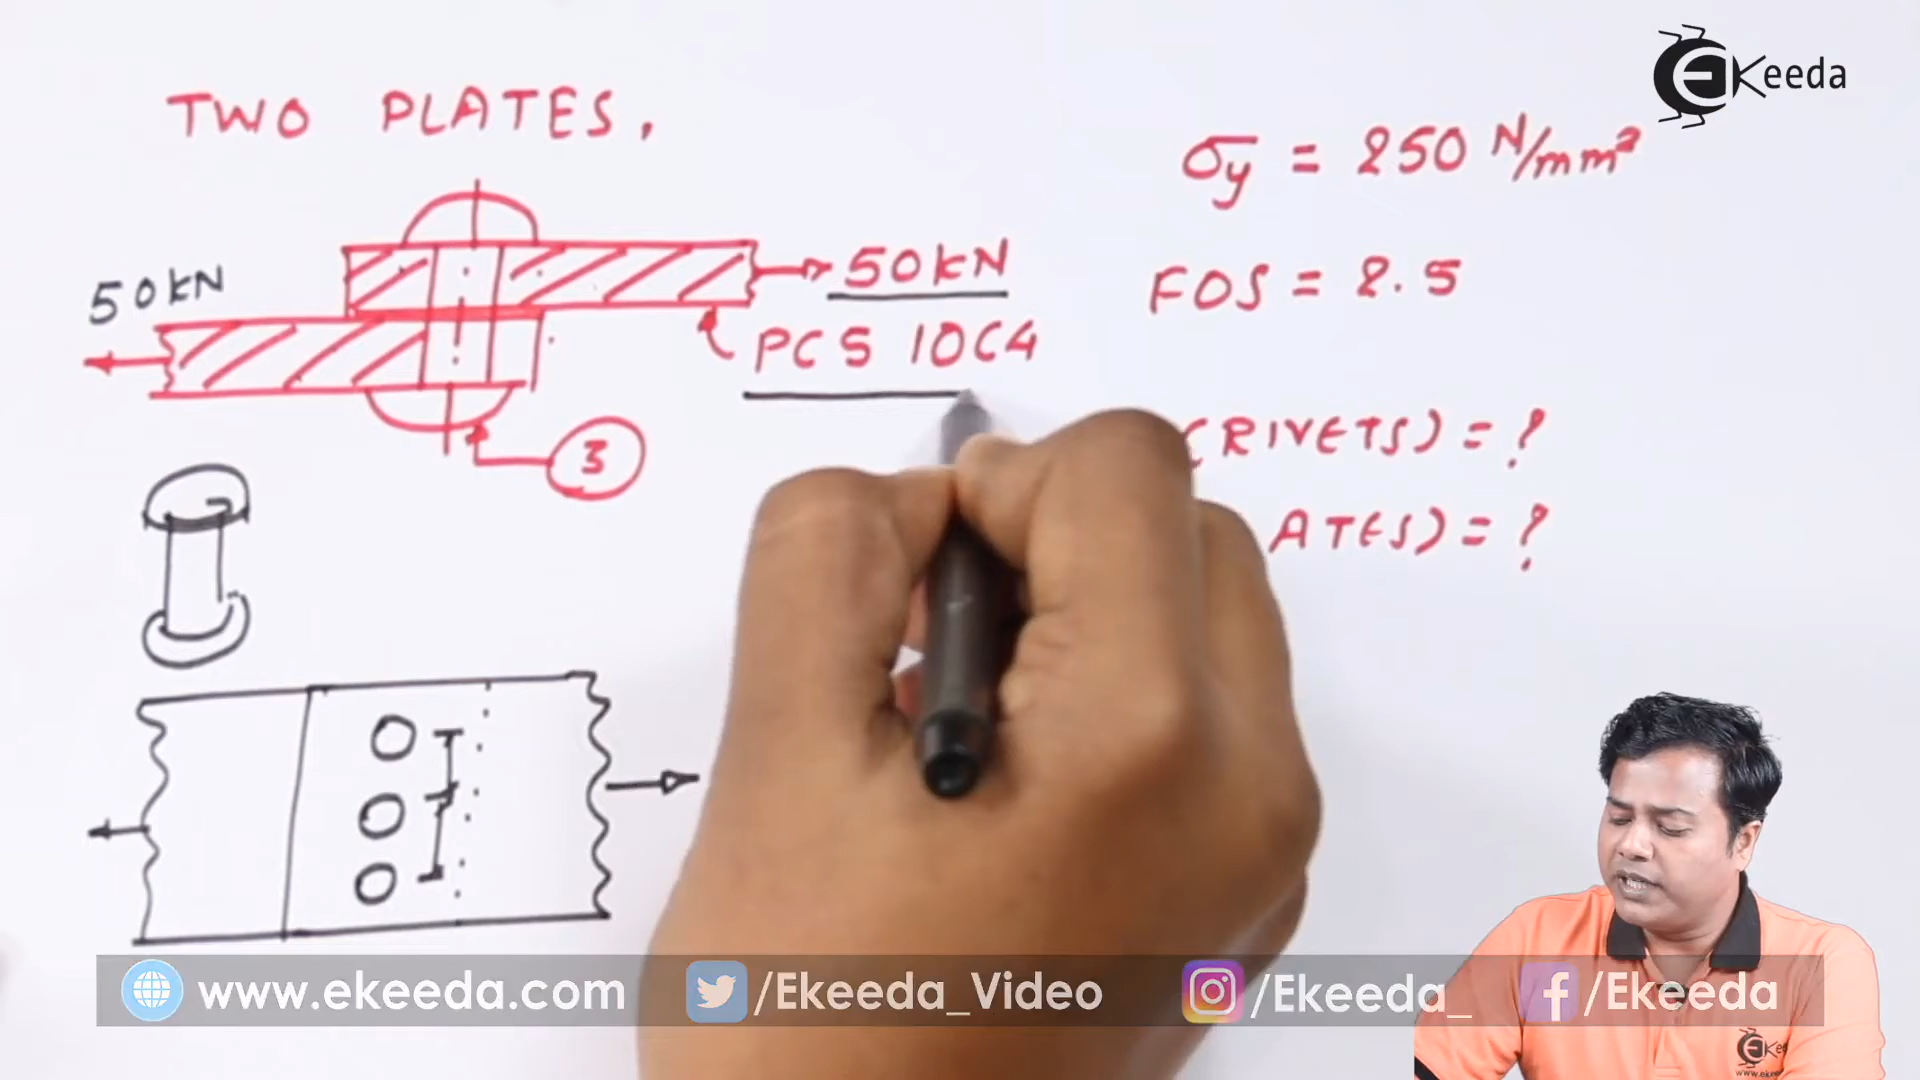 TWO PLATES,
50KN
50KN
PCS 10C4
3
σy = 250 N/mm²
FOS = 2.5
(RIVETS) = ?
ATES) = ?
EKeeda
www.ekeeda.com /Ekeeda_Video /Ekeeda_ /Ekeeda